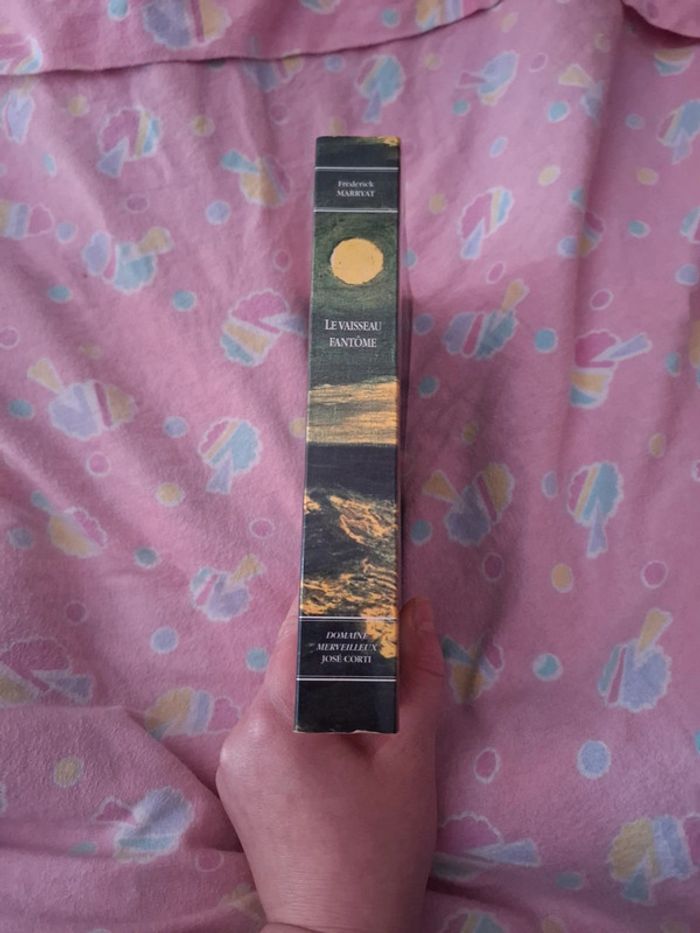 Frederick
MARRYAT
LE VAISSEAU
FANTÔME
DOMAINE
MERVEILLEUX
JOSÉ CORTI